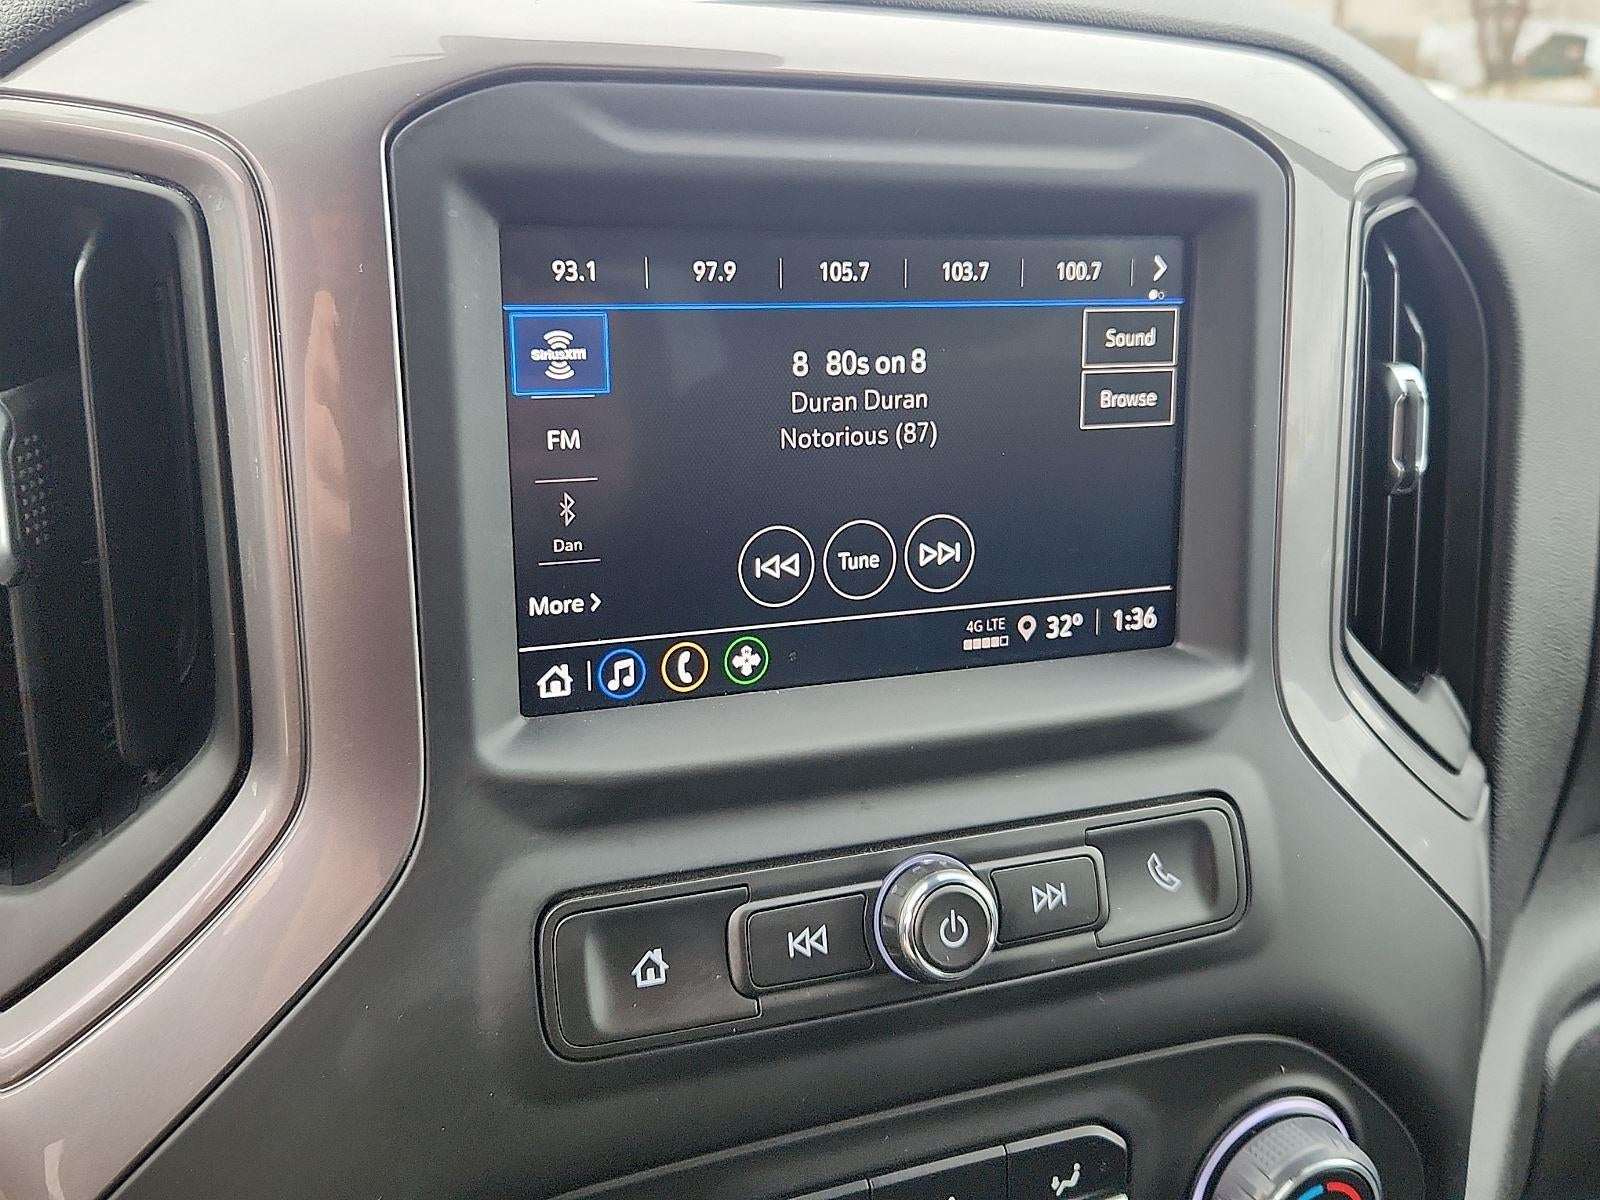 93.1 97.9 105.7 103.7 100.7
SiriusXM
Sound
8 80s on 8
Duran Duran
Browse
Notorious (87)
FM
Dan
Tune
More
4G LTE
32° 1:36